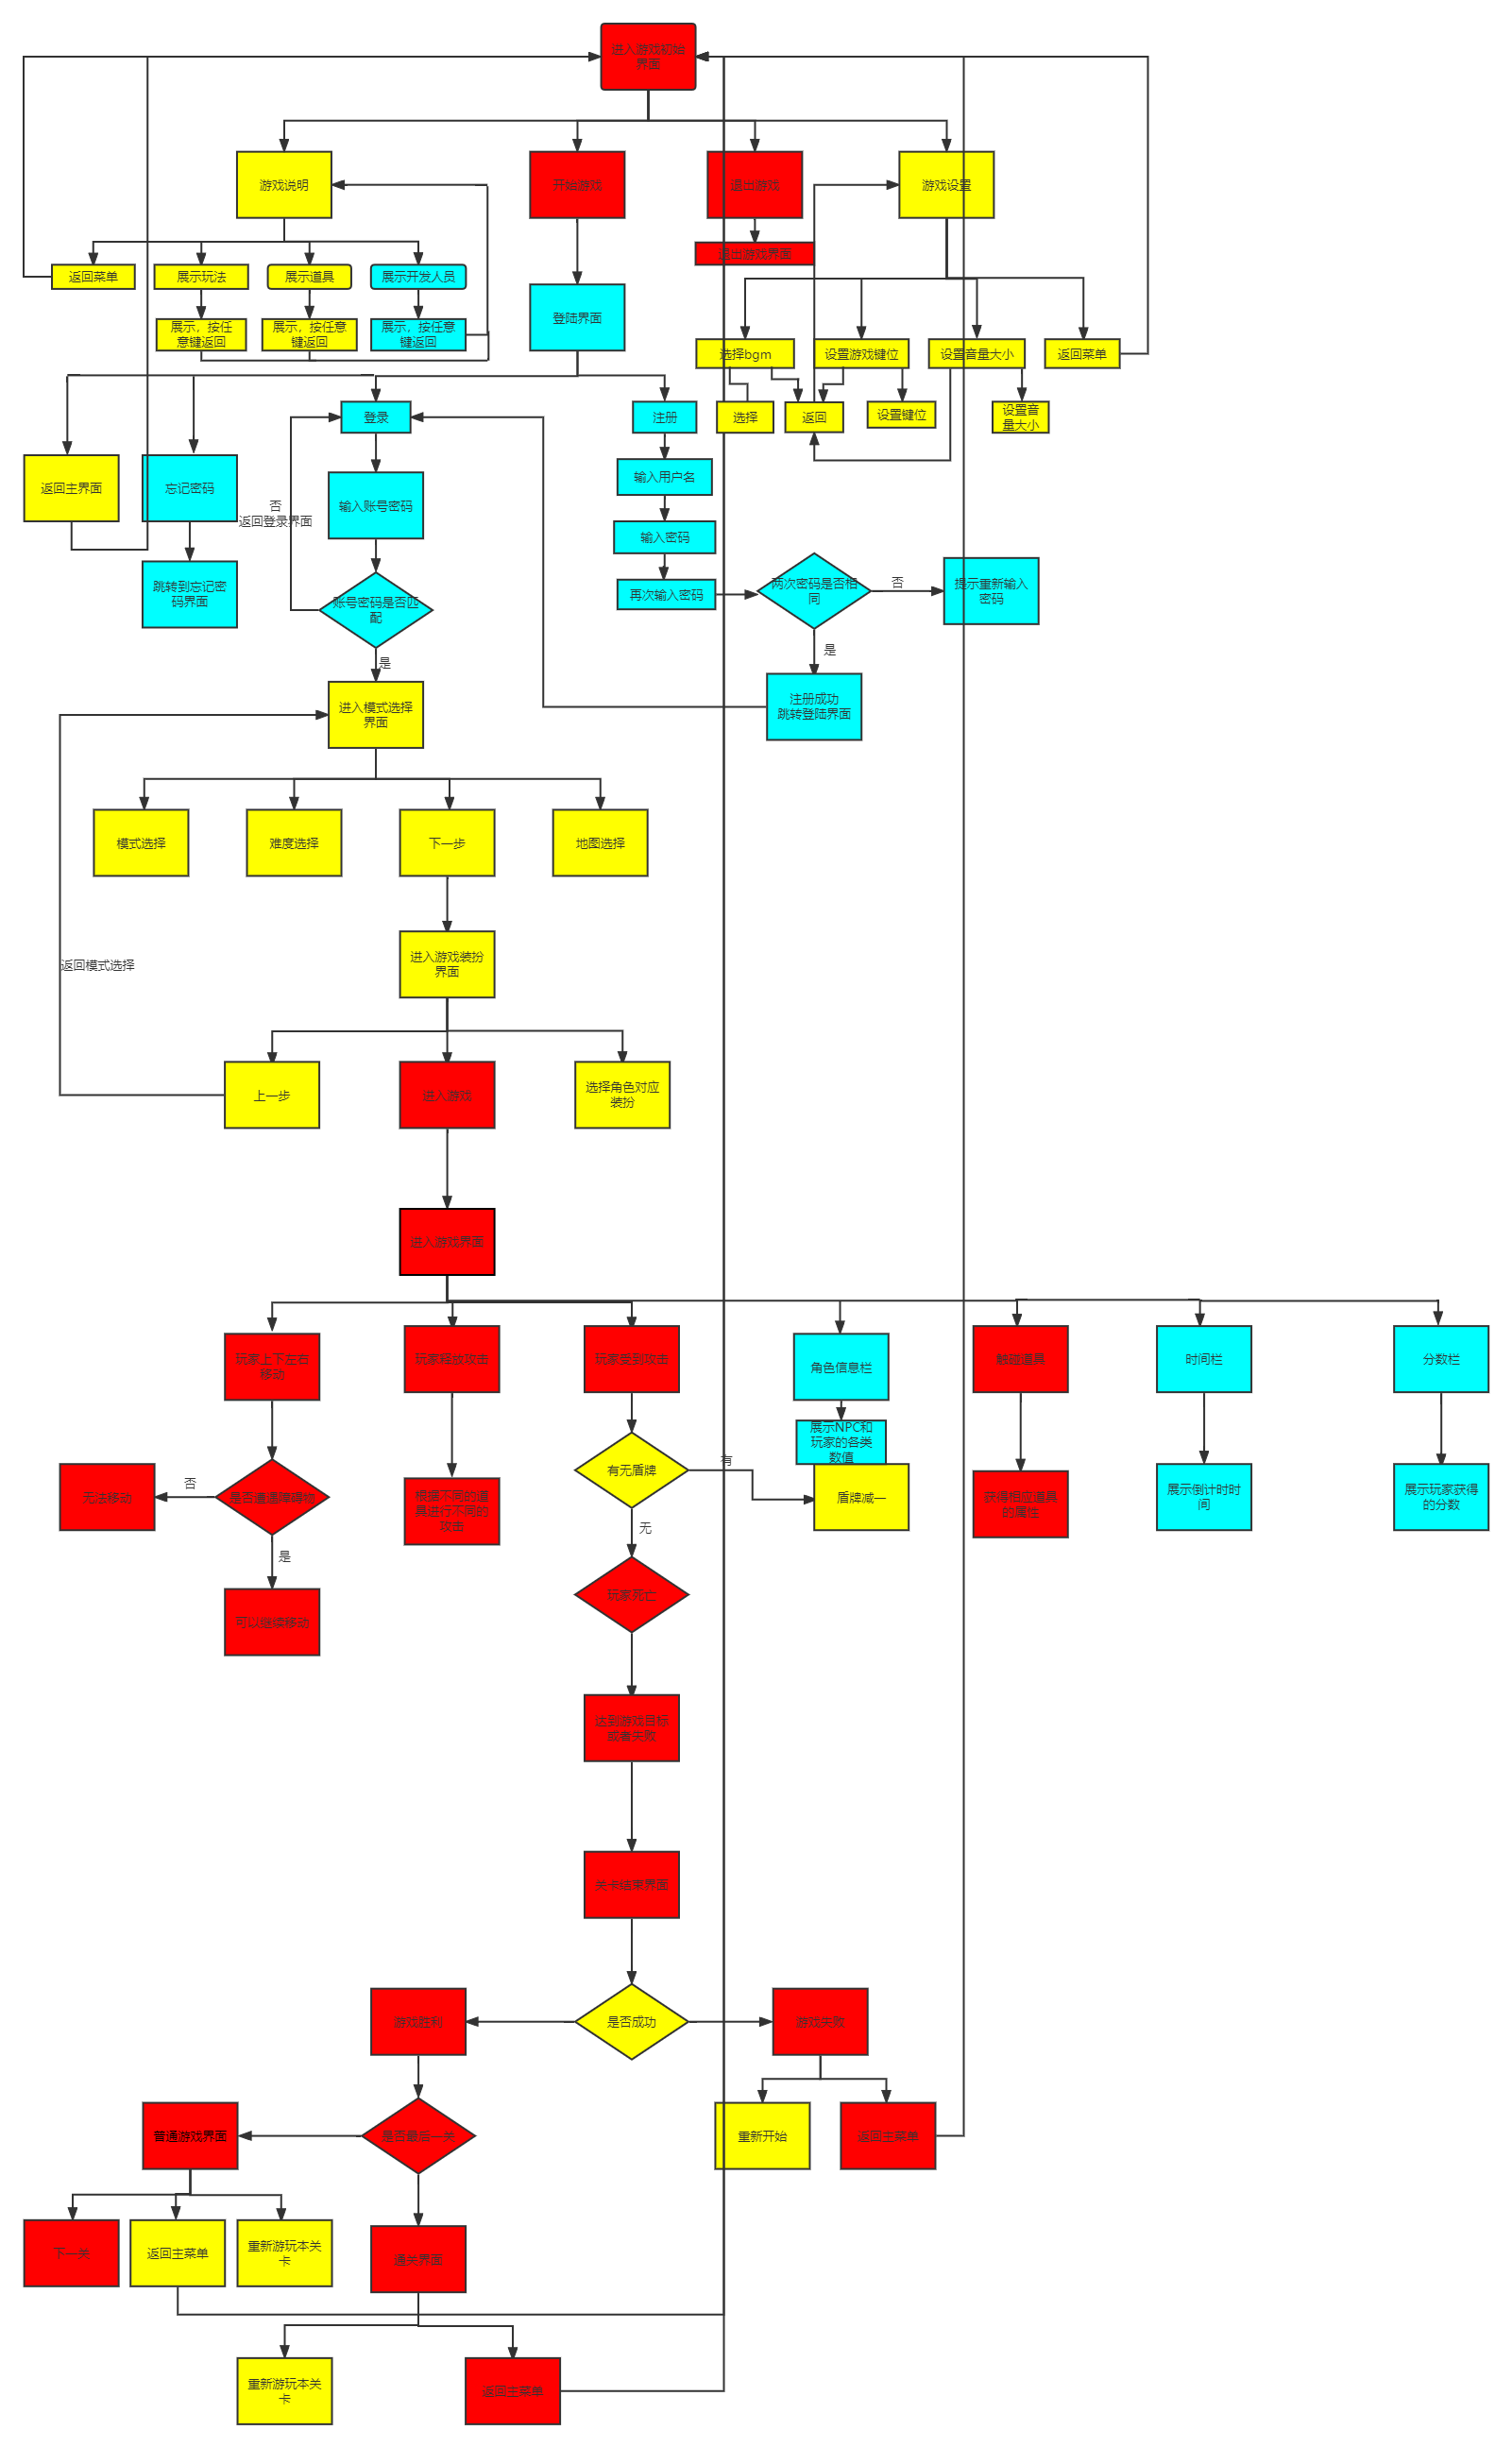 进入游戏初始
界面
游戏说明
开始游戏
退出游戏
游戏设置
退出游戏界面
返回菜单
展示玩法
展示道具
展示开发人员
登陆界面
展示，按任
意键返回
展示，按任意
键返回
展示，按任意
键返回
选择bgm
设置游戏键位
设置音量大小
返回菜单
登录
注册
选择
返回
设置键位
设置音
量大小
返回主界面
忘记密码
否
返回登录界面
输入账号密码
输入用户名
输入密码
跳转到忘记密
码界面
账号密码是否匹
配
再次输入密码
两次密码是否相
同
否
提示重新输入
密码
是
是
进入模式选择
界面
注册成功
跳转登陆界面
模式选择
难度选择
下一步
地图选择
进入游戏装扮
界面
返回模式选择
上一步
进入游戏
选择角色对应
装扮
进入游戏界面
玩家上下左右
移动
玩家释放攻击
玩家受到攻击
角色信息栏
触碰道具
时间栏
分数栏
展示NPC和
玩家的各类
数值
有无盾牌
有
无法移动
否
是否遭遇障碍物
根据不同的道
具进行不同的
攻击
盾牌减一
获得相应道具
的属性
展示倒计时时
间
展示玩家获得
的分数
无
是
可以继续移动
玩家死亡
达到游戏目标
或者失败
关卡结束界面
游戏胜利
是否成功
游戏失败
普通游戏界面
是否最后一关
重新开始
返回主菜单
下一关
返回主菜单
重新游玩本关
卡
通关界面
重新游玩本关
卡
返回主菜单